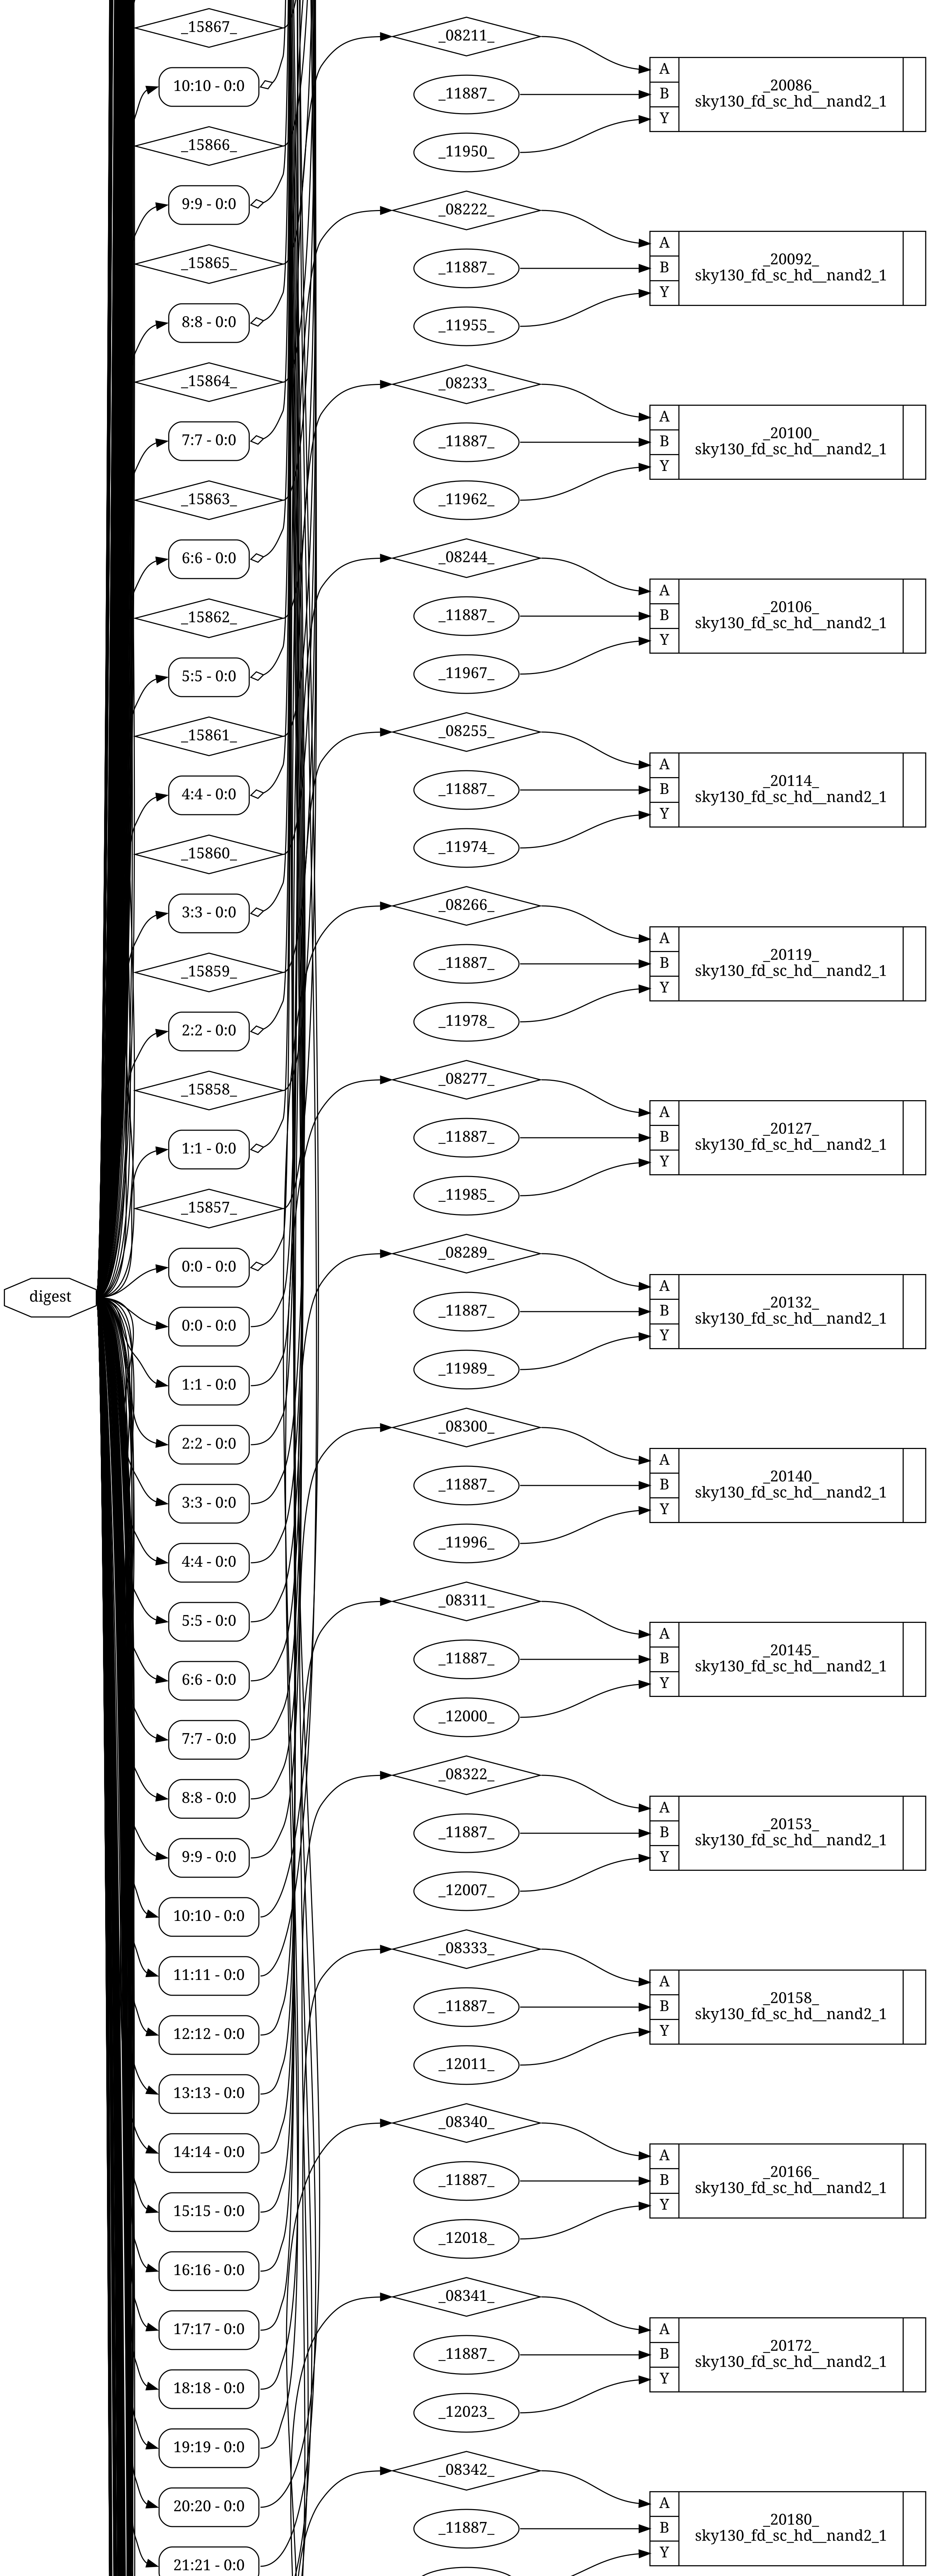 _15867_
10:10 - 0:0
_15866_
9:9 - 0:0
_15865_
8:8 - 0:0
_15864_
7:7 - 0:0
_15863_
6:6 - 0:0
_15862_
5:5 - 0:0
_15861_
4:4 - 0:0
_15860_
3:3 - 0:0
_15859_
2:2 - 0:0
_15858_
1:1 - 0:0
_15857_
0:0 - 0:0
digest
0:0 - 0:0
1:1 - 0:0
2:2 - 0:0
3:3 - 0:0
4:4 - 0:0
5:5 - 0:0
6:6 - 0:0
7:7 - 0:0
8:8 - 0:0
9:9 - 0:0
10:10 - 0:0
11:11 - 0:0
12:12 - 0:0
13:13 - 0:0
14:14 - 0:0
15:15 - 0:0
16:16 - 0:0
17:17 - 0:0
18:18 - 0:0
19:19 - 0:0
20:20 - 0:0
21:21 - 0:0
_08211_
_11887_
_11950_
A
B
Y
_20086_
sky130_fd_sc_hd__nand2_1
_08222_
_11887_
_11955_
A
B
Y
_20092_
sky130_fd_sc_hd__nand2_1
_08233_
_11887_
_11962_
A
B
Y
_20100_
sky130_fd_sc_hd__nand2_1
_08244_
_11887_
_11967_
A
B
Y
_20106_
sky130_fd_sc_hd__nand2_1
_08255_
_11887_
_11974_
A
B
Y
_20114_
sky130_fd_sc_hd__nand2_1
_08266_
_11887_
_11978_
A
B
Y
_20119_
sky130_fd_sc_hd__nand2_1
_08277_
_11887_
_11985_
A
B
Y
_20127_
sky130_fd_sc_hd__nand2_1
_08289_
_11887_
_11989_
A
B
Y
_20132_
sky130_fd_sc_hd__nand2_1
_08300_
_11887_
_11996_
A
B
Y
_20140_
sky130_fd_sc_hd__nand2_1
_08311_
_11887_
_12000_
A
B
Y
_20145_
sky130_fd_sc_hd__nand2_1
_08322_
_11887_
_12007_
A
B
Y
_20153_
sky130_fd_sc_hd__nand2_1
_08333_
_11887_
_12011_
A
B
Y
_20158_
sky130_fd_sc_hd__nand2_1
_08340_
_11887_
_12018_
A
B
Y
_20166_
sky130_fd_sc_hd__nand2_1
_08341_
_11887_
_12023_
A
B
Y
_20172_
sky130_fd_sc_hd__nand2_1
_08342_
_11887_
A
B
Y
_20180_
sky130_fd_sc_hd__nand2_1